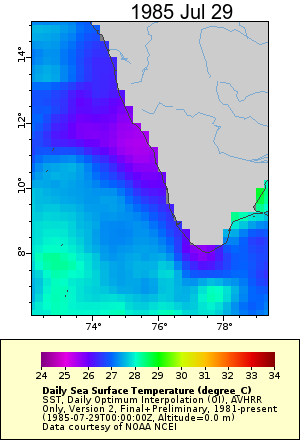 1985 Jul 29
14°
12°
10°
8°
74° 76° 78°
24 25 26 27 28 29 30 31 32 33 34
Daily Sea Surface Temperature (degree_C)
SST, Daily Optimum Interpolation (OI), AVHRR
Only, Version 2, Final+Preliminary, 1981-present
(1985-07-29T00:00:00Z, Altitude=0.0 m)
Data courtesy of NOAA NCEI